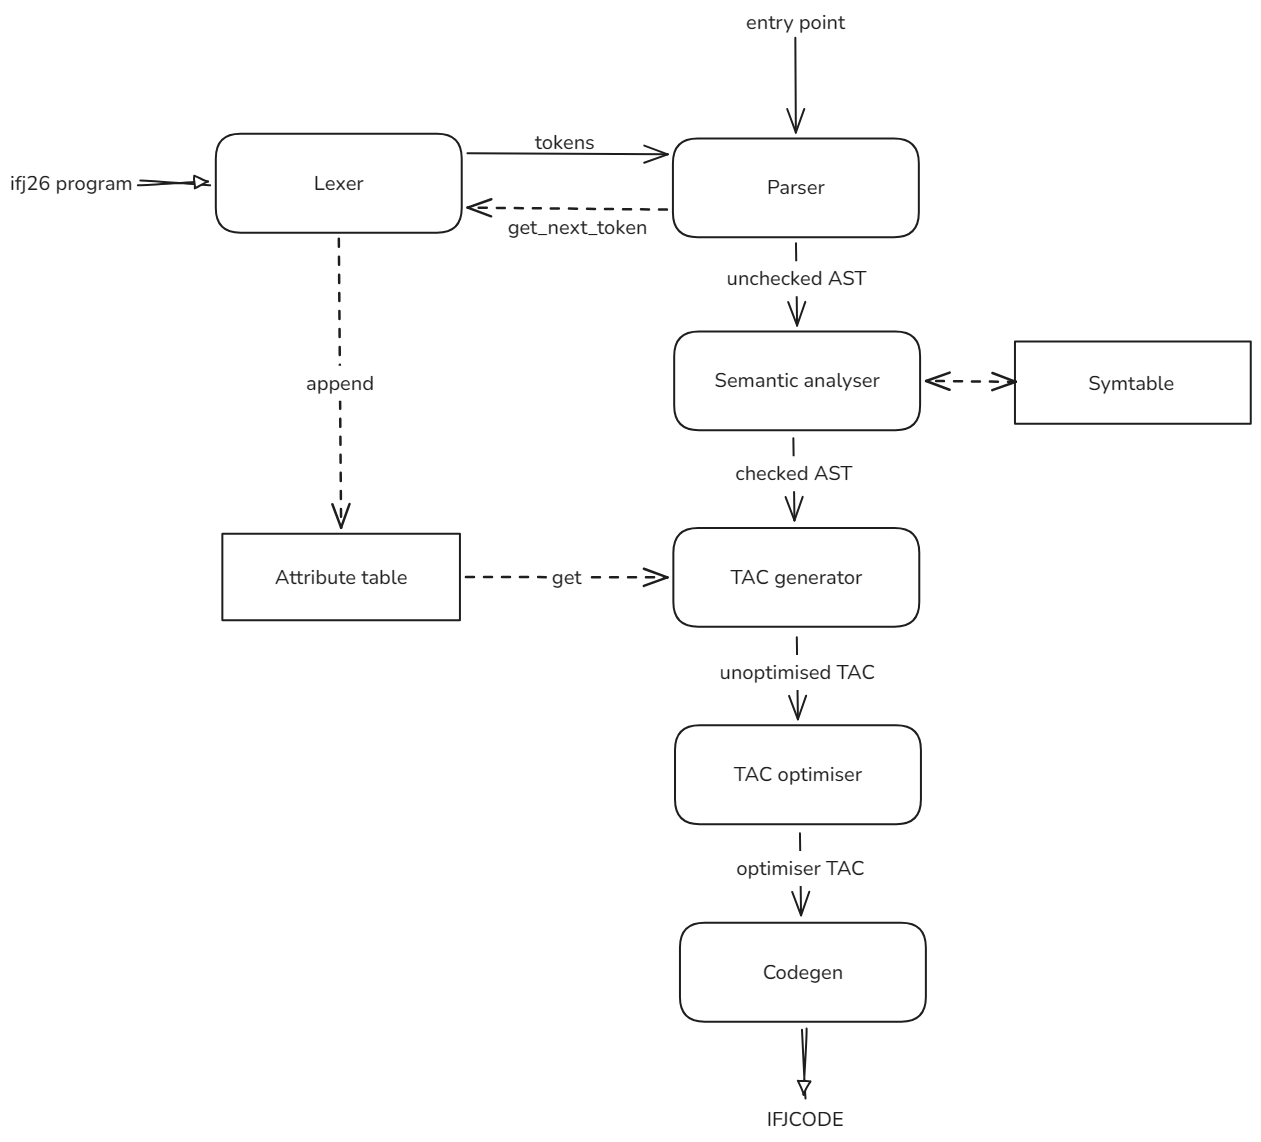 entry point
tokens
ifj26 program
Lexer
Parser
get_next_token
unchecked AST
Semantic analyser
append
Symtable
checked AST
Attribute table
get
TAC generator
unoptimised TAC
TAC optimiser
optimiser TAC
Codegen
IFJCODE